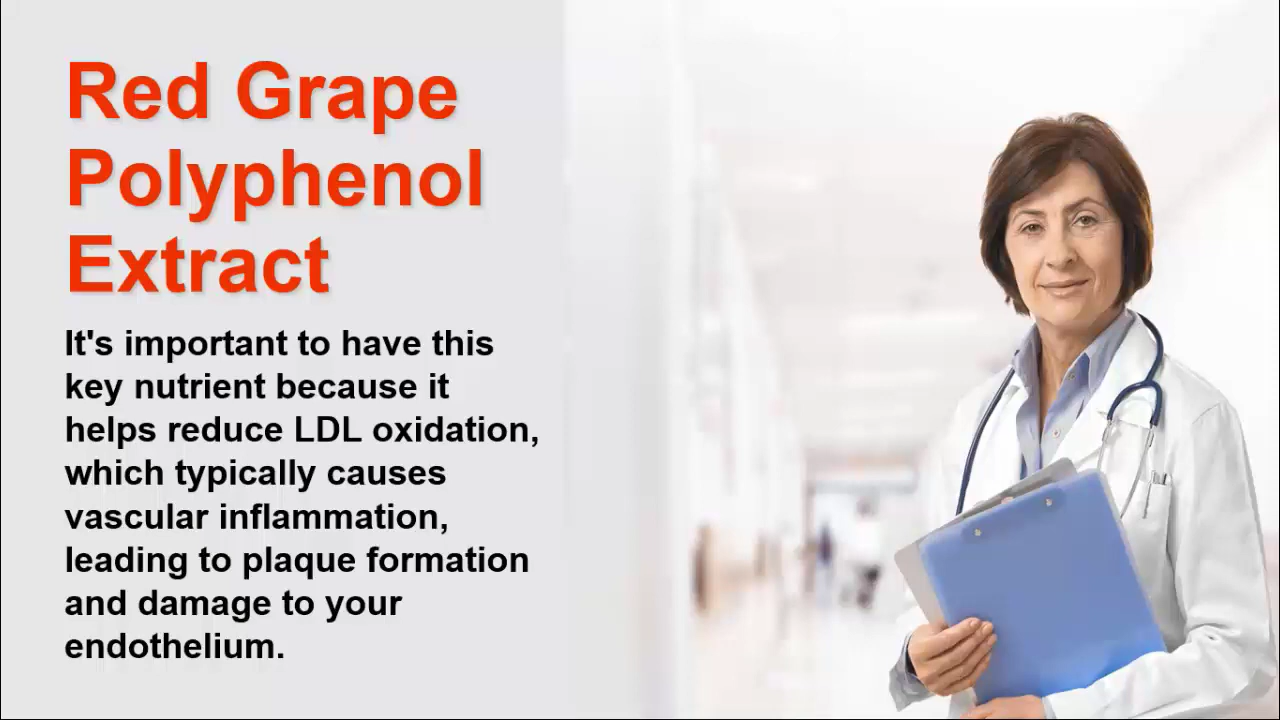 Red Grape
Polyphenol
Extract
It's important to have this
key nutrient because it
helps reduce LDL oxidation,
which typically causes
vascular inflammation,
leading to plaque formation
and damage to your
endothelium.